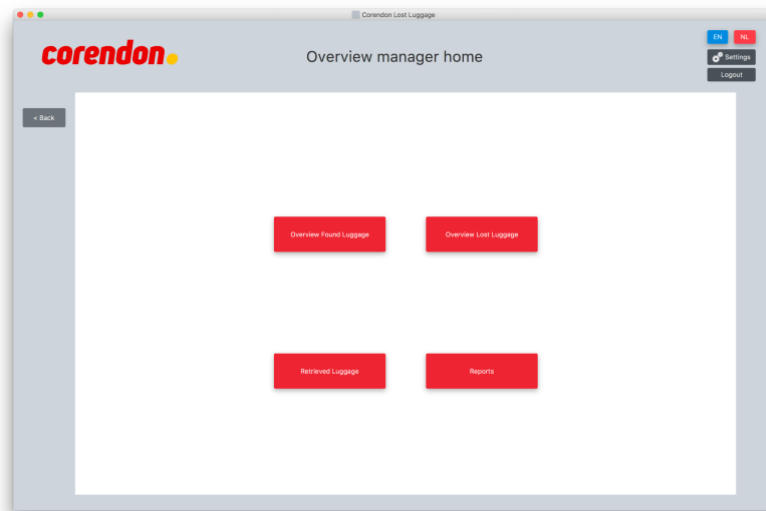 Corendon Lost Luggage
corendon
Overview manager home
EN NL
Settings
Logout
< Back
Overview Found Luggage
Overview Lost Luggage
Retrieved Luggage
Reports